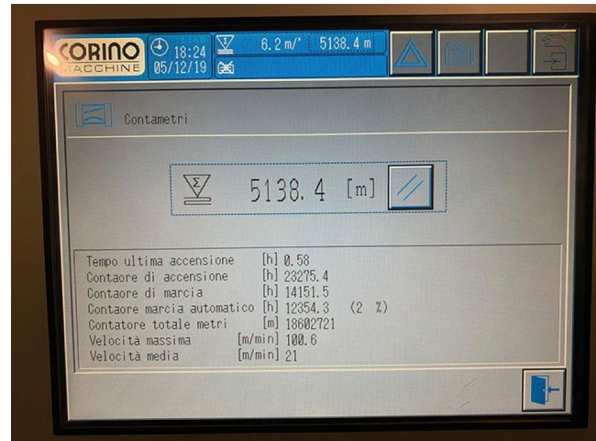 CORINO
MACCHINE
18:24
05/12/19
6.2 m/' 5138.4 m
Contametri
Σ 5138.4 [m]
Tempo ultima accensione [h] 0.58
Contaore di accensione [h] 23275.4
Contaore di marcia [h] 14151.5
Contaore marcia automatico [h] 12354.3 (2 %)
Contatore totale metri [m] 18602721
Velocità massima [m/min] 100.6
Velocità media [m/min] 21